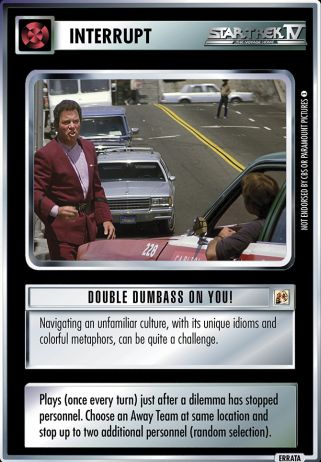 INTERRUPT
STAR TREK IV
THE VOYAGE HOME
NOT ENDORSED BY CBS OR PARAMOUNT PICTURES
228
DOUBLE DUMBASS ON YOU!
Navigating an unfamiliar culture, with its unique idioms and
colorful metaphors, can be quite a challenge.
Plays (once every turn) just after a dilemma has stopped
personnel. Choose an Away Team at same location and
stop up to two additional personnel (random selection).
ERRATA